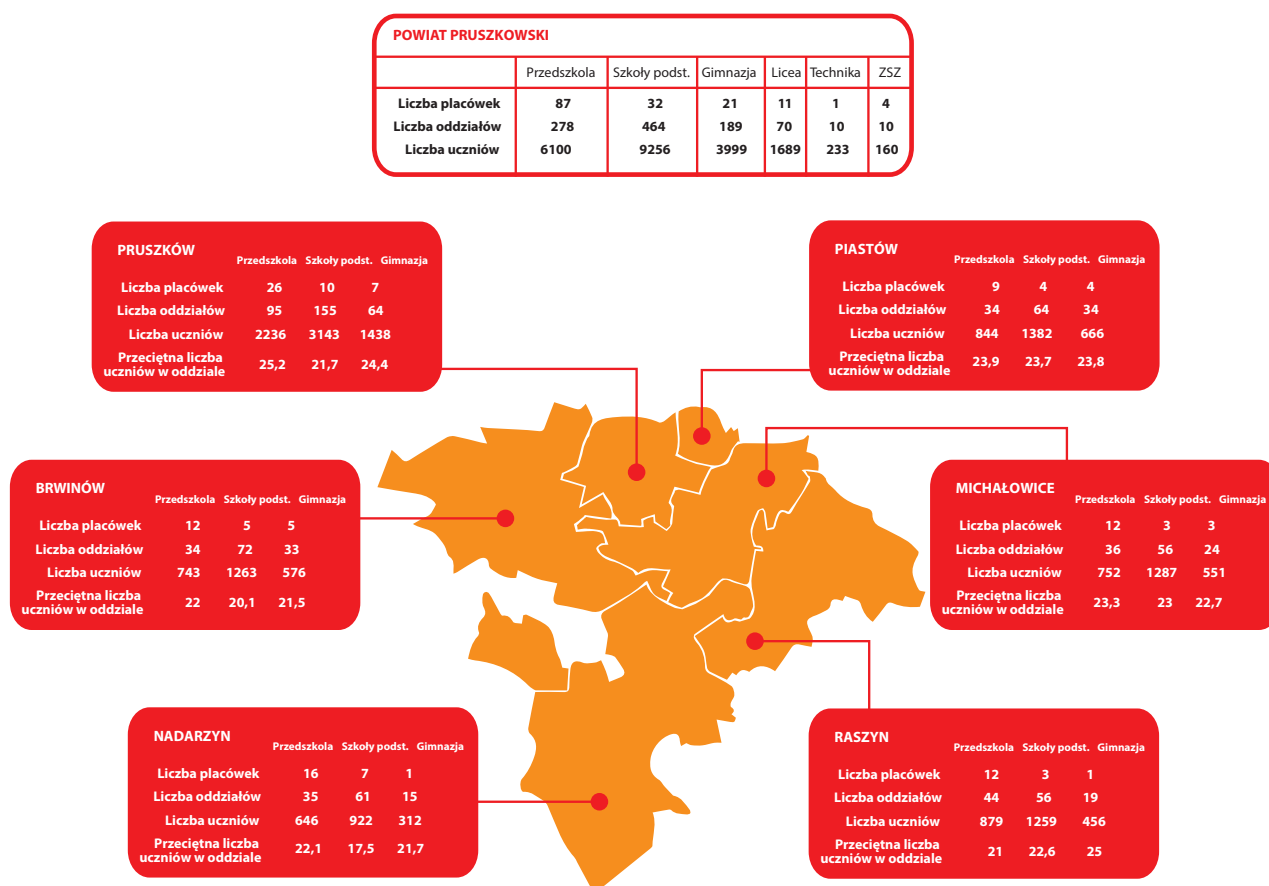 POWIAT PRUSZKOWSKI
Przedszkola Szkoły podst. Gimnazja Licea Technika ZSZ
Liczba placówek 87 32 21 11 1 4
Liczba oddziałów 278 464 189 70 10 10
Liczba uczniów 6100 9256 3999 1689 233 160
PRUSZKÓW
Przedszkola Szkoły podst. Gimnazja
Liczba placówek 26 10 7
Liczba oddziałów 95 155 64
Liczba uczniów 2236 3143 1438
Przeciętna liczba
uczniów w oddziale 25,2 21,7 24,4
PIASTÓW
Przedszkola Szkoły podst. Gimnazja
Liczba placówek 9 4 4
Liczba oddziałów 34 64 34
Liczba uczniów 844 1382 666
Przeciętna liczba
uczniów w oddziale 23,9 23,7 23,8
BRWINÓW
Przedszkola Szkoły podst. Gimnazja
Liczba placówek 12 5 5
Liczba oddziałów 34 72 33
Liczba uczniów 743 1263 576
Przeciętna liczba
uczniów w oddziale 22 20,1 21,5
MICHAŁOWICE
Przedszkola Szkoły podst. Gimnazja
Liczba placówek 12 3 3
Liczba oddziałów 36 56 24
Liczba uczniów 752 1287 551
Przeciętna liczba
uczniów w oddziale 23,3 23 22,7
NADARZYN
Przedszkola Szkoły podst. Gimnazja
Liczba placówek 16 7 1
Liczba oddziałów 35 61 15
Liczba uczniów 646 922 312
Przeciętna liczba
uczniów w oddziale 22,1 17,5 21,7
RASZYN
Przedszkola Szkoły podst. Gimnazja
Liczba placówek 12 3 1
Liczba oddziałów 44 56 19
Liczba uczniów 879 1259 456
Przeciętna liczba
uczniów w oddziale 21 22,6 25